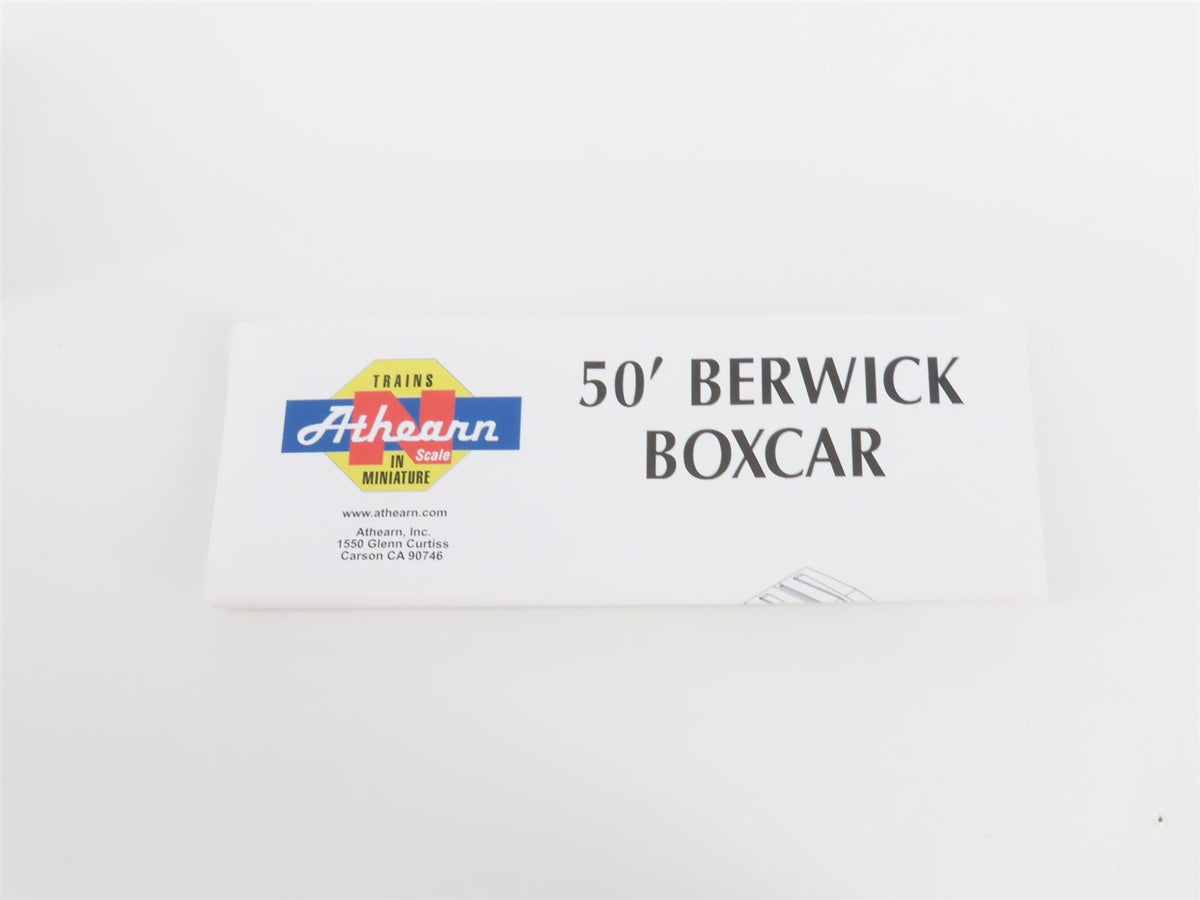 TRAINS
N
Athearn
Scale
IN
MINIATURE
www.athearn.com
Athearn, Inc.
1550 Glenn Curtiss
Carson CA 90746
50' BERWICK
BOXCAR